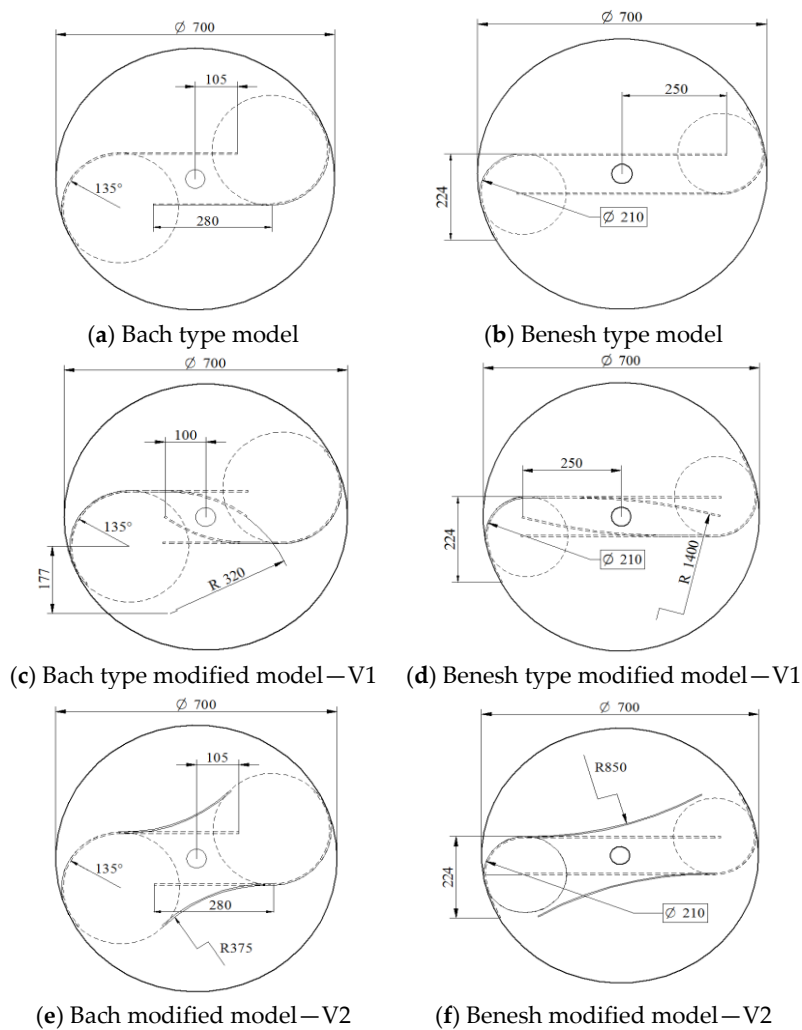 Ø 700
105
135°
280
(a) Bach type model
Ø 700
250
224
Ø 210
(b) Benesh type model
Ø 700
100
135°
177
R 320
(c) Bach type modified model—V1
Ø 700
250
224
Ø 210
R 1400
(d) Benesh type modified model—V1
Ø 700
105
135°
280
R375
(e) Bach modified model—V2
Ø 700
R850
224
Ø 210
(f) Benesh modified model—V2